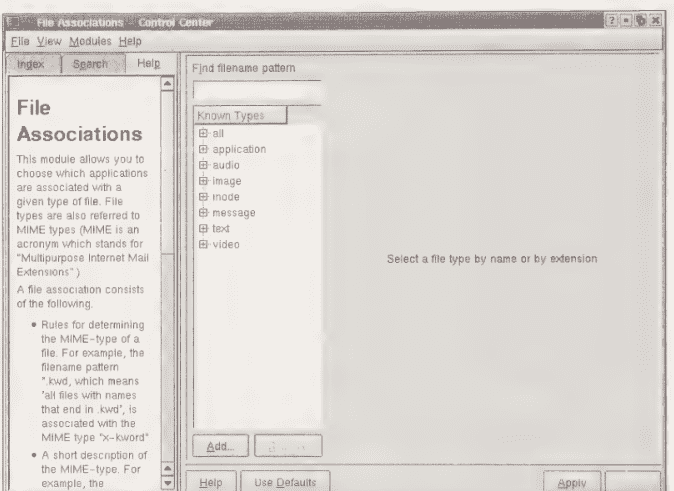 File Associations - Control Center
File View Modules Help
Index Search Help
File
Associations
This module allows you to
choose which applications
are associated with a
given type of file. File
types are also referred to
MIME types (MIME is an
acronym which stands for
"Multipurpose Internet Mail
Extensions".)
A file association consists
of the following.
• Rules for determining
the MIME-type of a
file. For example, the
filename pattern
*.kwd, which means
'all files with names
that end in .kwd', is
associated with the
MIME type "x-kword"
• A short description of
the MIME-type. For
example, the
Find filename pattern
Known Types
all
application
audio
image
inode
message
text
video
Add...
Select a file type by name or by extension
Help Use Defaults Apply